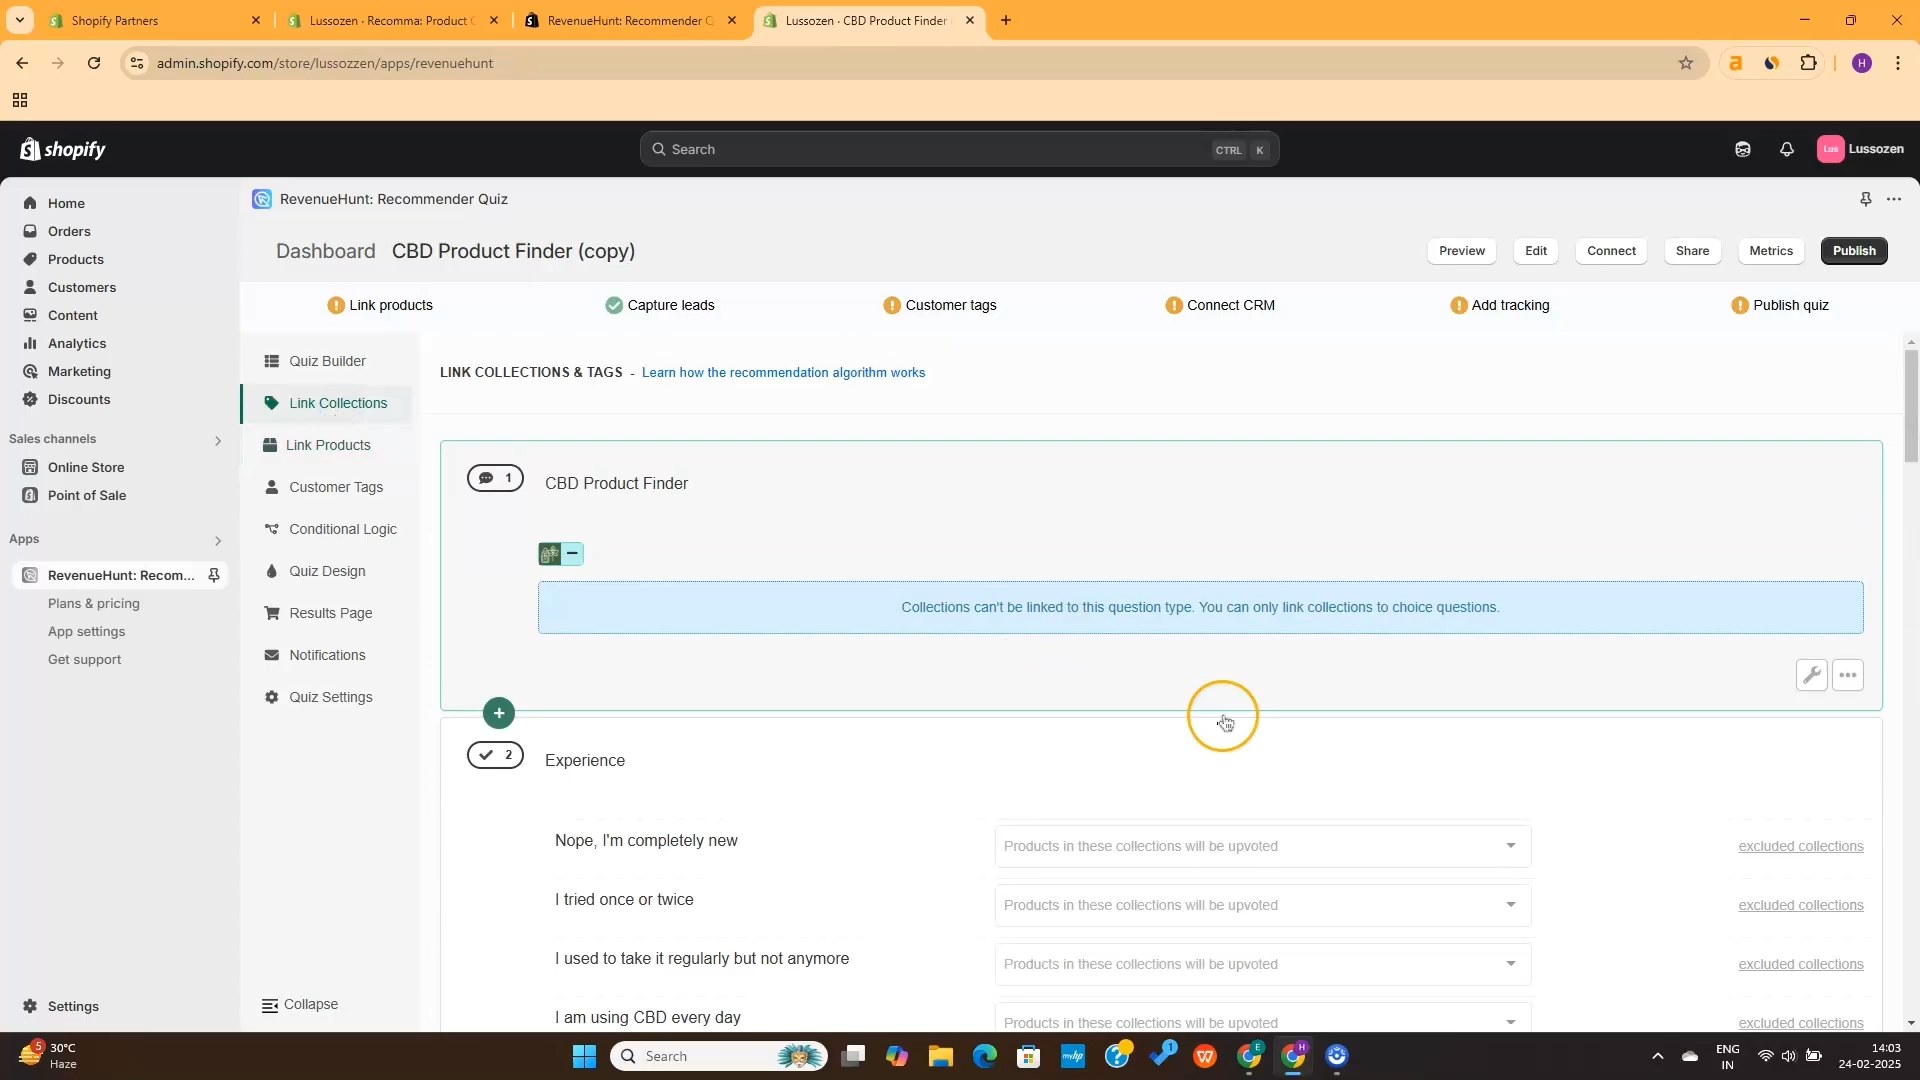 Shopify Partners
Lussozen · Recomma: Product
RevenueHunt: Recommender
Lussozen · CBD Product Finder
admin.shopify.com/store/lussozzen/apps/revenuehunt
H
shopify
Search
CTRL K
Lus
Lussozen
Home
Orders
Products
Customers
Content
Analytics
Marketing
Discounts
Sales channels
Online Store
Point of Sale
Apps
RevenueHunt: Recom...
Plans & pricing
App settings
Get support
Settings
RevenueHunt: Recommender Quiz
Dashboard CBD Product Finder (copy)
Preview
Edit
Connect
Share
Metrics
Publish
Link products
Capture leads
Customer tags
Connect CRM
Add tracking
Publish quiz
Quiz Builder
Link Collections
Link Products
Customer Tags
Conditional Logic
Quiz Design
Results Page
Notifications
Quiz Settings
Collapse
LINK COLLECTIONS & TAGS - Learn how the recommendation algorithm works
1
CBD Product Finder
Collections can't be linked to this question type. You can only link collections to choice questions.
2
Experience
Nope, I'm completely new
Products in these collections will be upvoted
excluded collections
I tried once or twice
Products in these collections will be upvoted
excluded collections
I used to take it regularly but not anymore
Products in these collections will be upvoted
excluded collections
I am using CBD every day
Products in these collections will be upvoted
excluded collections
5
30°C
Haze
Search
myhp
1
E
H
ENG
IN
14:03
24-02-2025